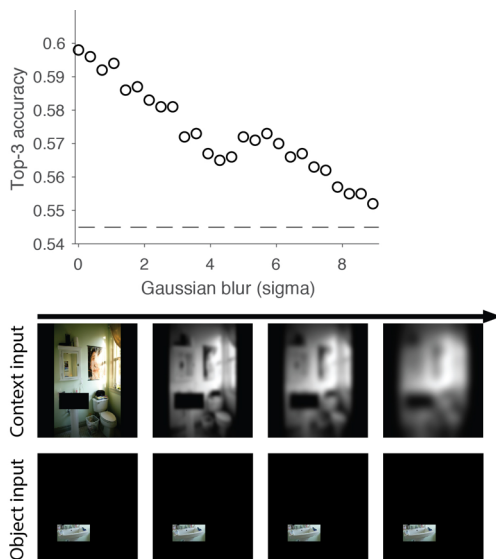 0.6
0.59
0.58
0.57
0.56
0.55
0.54
Top-3 accuracy
0 2 4 6 8
Gaussian blur (sigma)
Context input
Object input